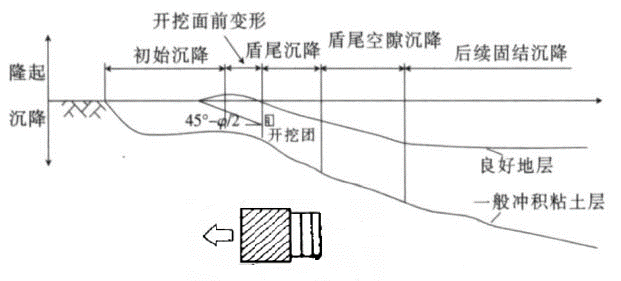 开挖面前变形
初始沉降
盾尾沉降
盾尾空隙沉降
后续固结沉降
隆起
沉降
45°-φ/2
开挖团
良好地层
一般冲积粘土层